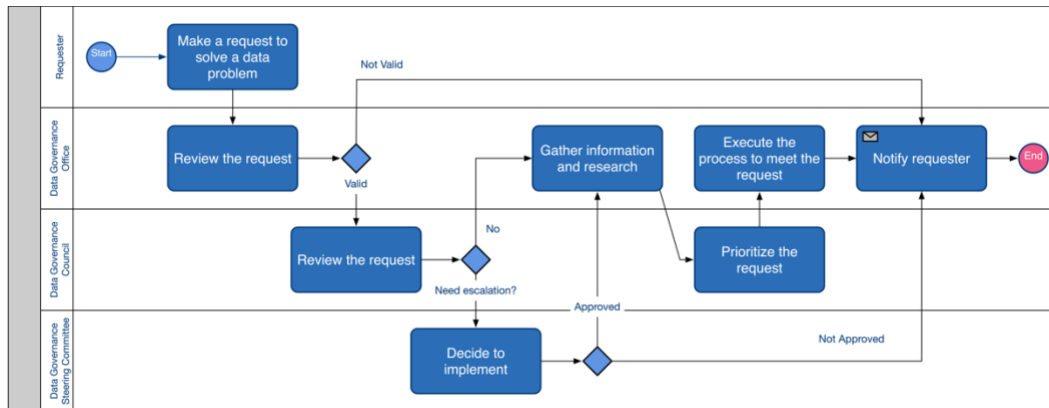 Requester
Start
Make a request to
solve a data
problem
Not Valid
Data Governance
Office
Review the request
Valid
Gather information
and research
Execute the
process to meet the
request
Notify requester
End
Data Governance
Council
Review the request
No
Need escalation?
Prioritize the
request
Approved
Data Governance
Steering Committee
Decide to
implement
Not Approved